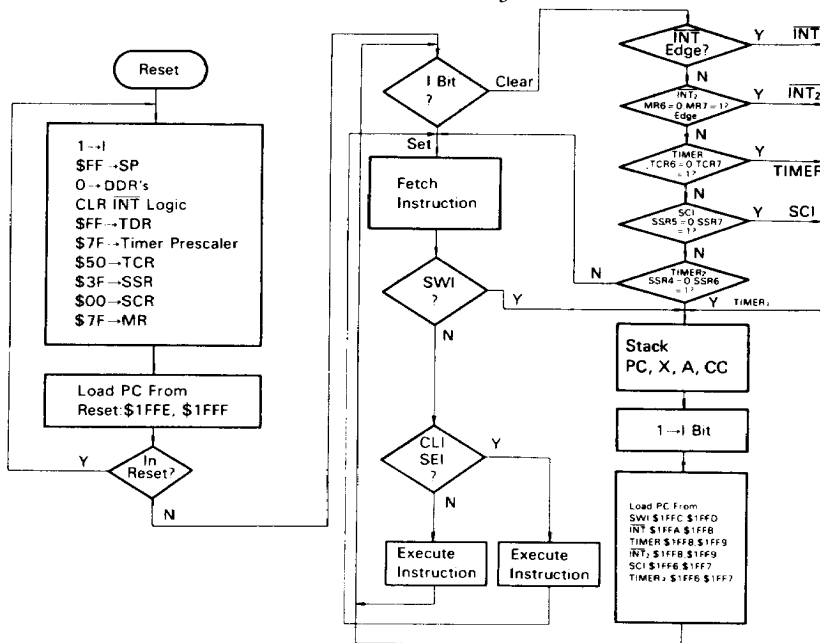 Reset
1→I
$FF→SP
0→DDR's
CLR INT Logic
$FF→TDR
$7F→Timer Prescaler
$50→TCR
$3F→SSR
$00→SCR
$7F→MR
Load PC From
Reset:$1FFE, $1FFF
Y
In
Reset?
N
I Bit
?
Clear
Set
Fetch
Instruction
SWI
?
Y
N
CLI
SEI
?
Y
N
Execute
Instruction
Execute
Instruction
INT
Edge?
Y
INT
N
INT₂
MR6=0 MR7=1?
Edge
Y
INT₂
N
TIMER
TCR6=0 TCR7
=1?
Y
TIMER
N
SCI
SSR5=0 SSR7
=1?
Y
SCI
N
TIMER₂
SSR4=0 SSR6
=1?
N
Y
TIMER₂
Stack
PC, X, A, CC
1→I Bit
Load PC From
SWI $1FFC $1FFD
INT $1FFA $1FFB
TIMER $1FF8,$1FF9
INT₂ $1FF8,$1FF9
SCI $1FF6,$1FF7
TIMER₂ $1FF6 $1FF7